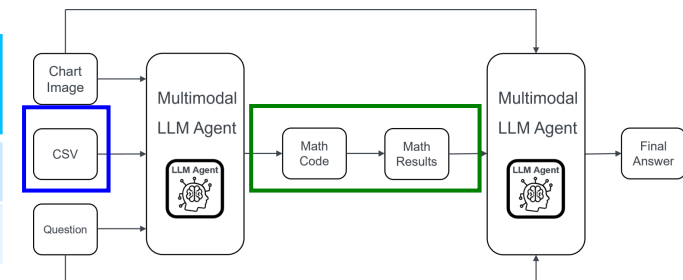 Chart
Image
CSV
Question
Multimodal
LLM Agent
LLM Agent
Math
Code
Math
Results
Multimodal
LLM Agent
LLM Agent
Final
Answer